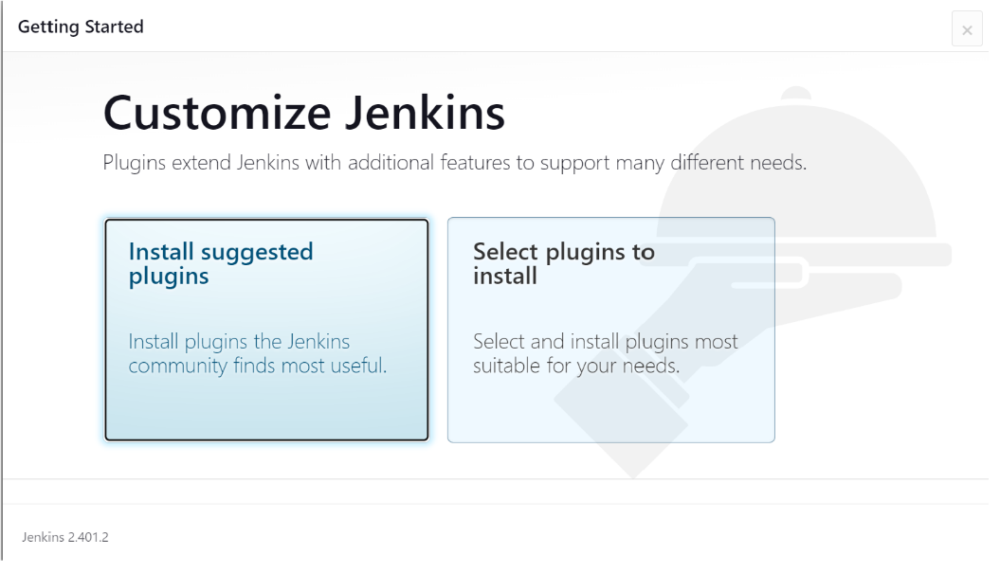 Getting Started
×
Customize Jenkins
Plugins extend Jenkins with additional features to support many different needs.
Install suggested
plugins
Install plugins the Jenkins
community finds most useful.
Select plugins to
install
Select and install plugins most
suitable for your needs.
Jenkins 2.401.2